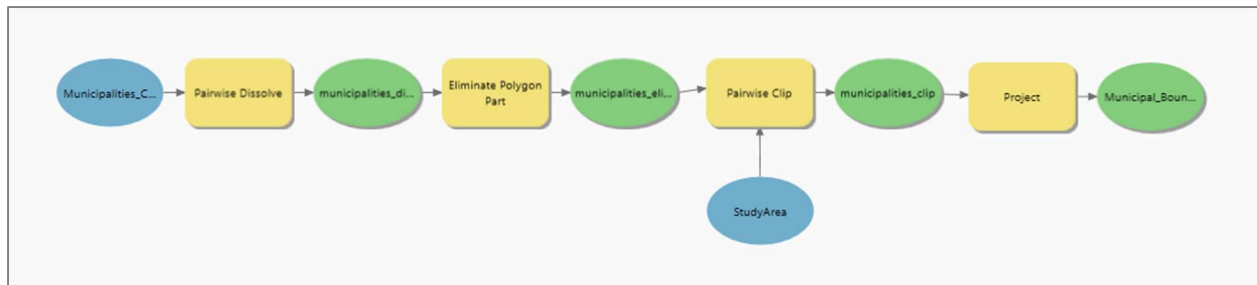 Municipalities_C...
Pairwise Dissolve
municipalities_di...
Eliminate Polygon
Part
municipalities_eli...
Pairwise Clip
municipalities_clip
Project
Municipal_Boun...
StudyArea